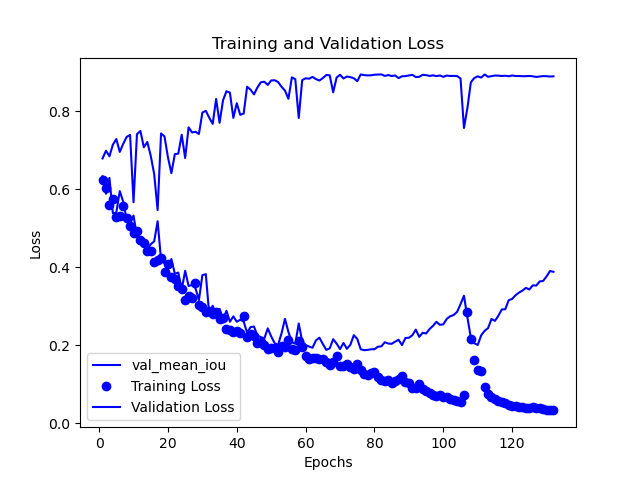 Training and Validation Loss
Loss
0.8
0.6
0.4
0.2
0.0
val_mean_iou
Training Loss
Validation Loss
0 20 40 60 80 100 120
Epochs